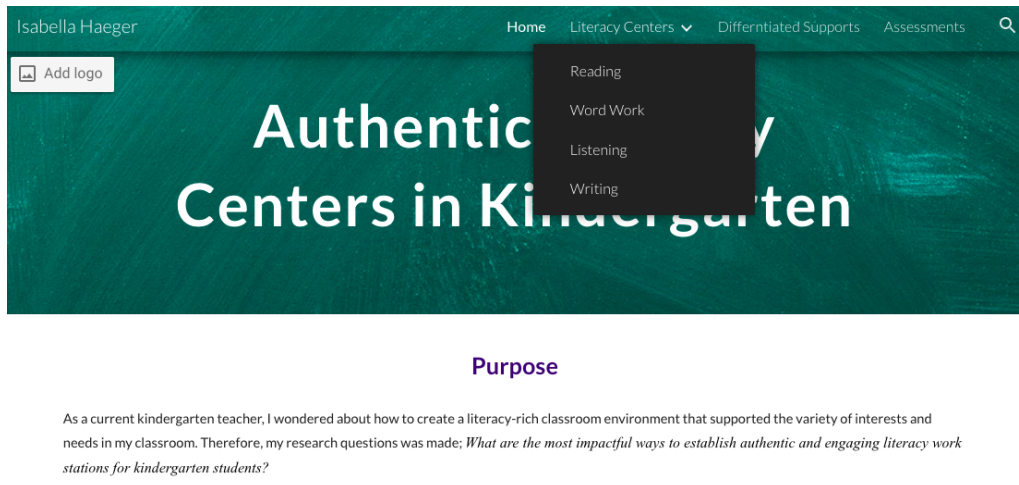 Isabella Haeger
Home Literacy Centers Differntiated Supports Assessments
Add logo
Reading
Word Work
Listening
Writing
Authentic
Centers in Kindergarten
Purpose
As a current kindergarten teacher, I wondered about how to create a literacy-rich classroom environment that supported the variety of interests and
needs in my classroom. Therefore, my research questions was made; What are the most impactful ways to establish authentic and engaging literacy work
stations for kindergarten students?